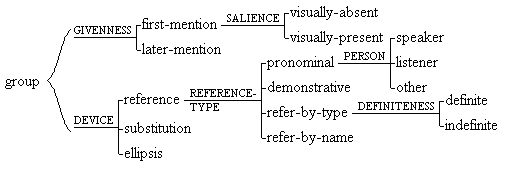 visually-absent
SALIENCE
first-mention
GIVENNESS
visually-present
speaker
later-mention
PERSON
pronominal
listener
group
demonstrative
other
reference
REFERENCE-
TYPE
DEFINITENESS
definite
DEVICE
refer-by-type
substitution
indefinite
refer-by-name
ellipsis